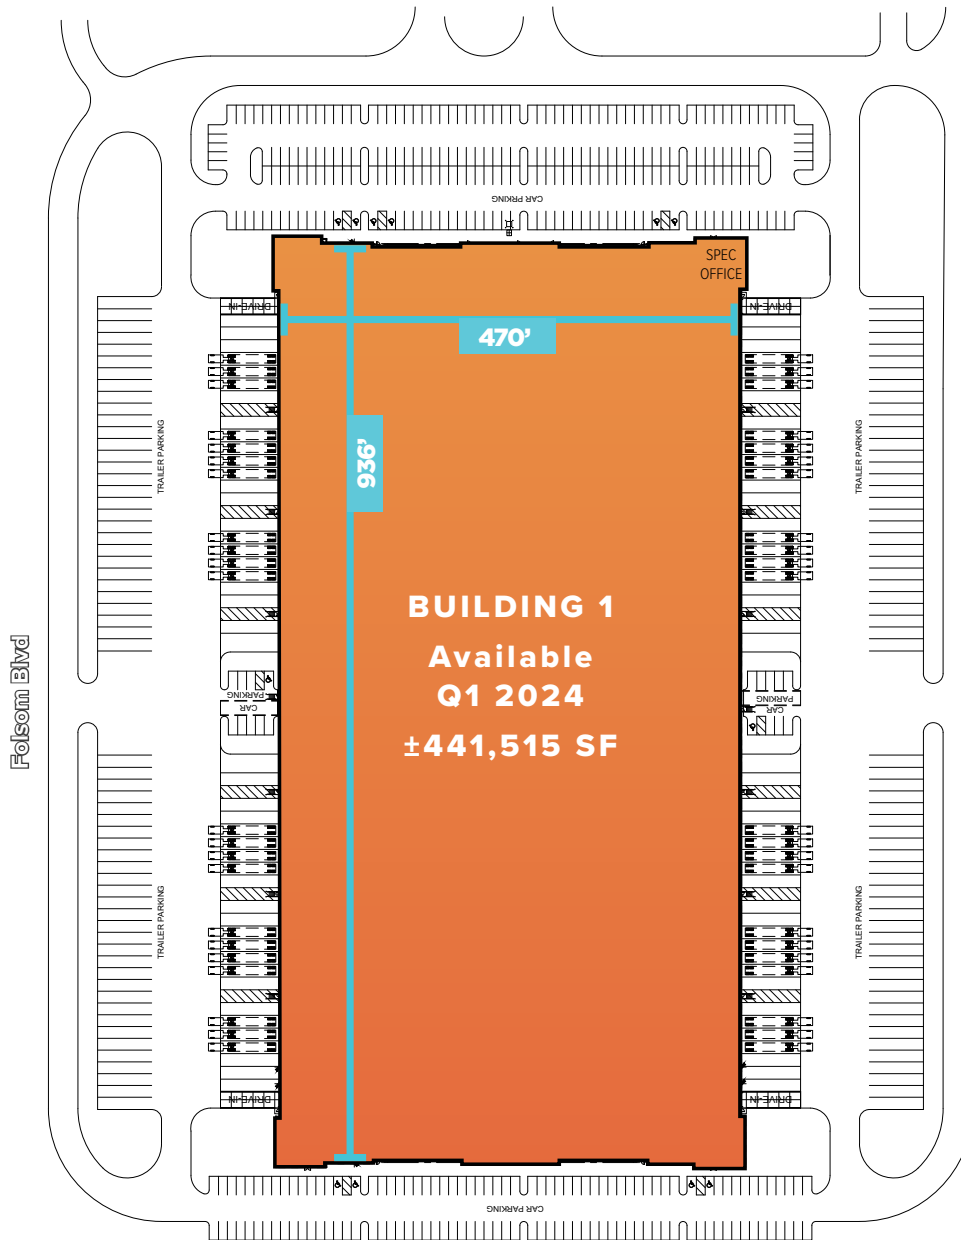 CAR PRKING
SPEC
OFFICE
DRIVE-IN
DRIVE-IN
470'
936'
TRAILER PARKING
TRAILER PARKING
BUILDING 1
Available
Q1 2024
±441,515 SF
Folsom Blvd
CAR
PARKING
CAR
PARKING
TRAILER PARKING
TRAILER PARKING
DRIVE-IN
DRIVE-IN
CAR PARKING